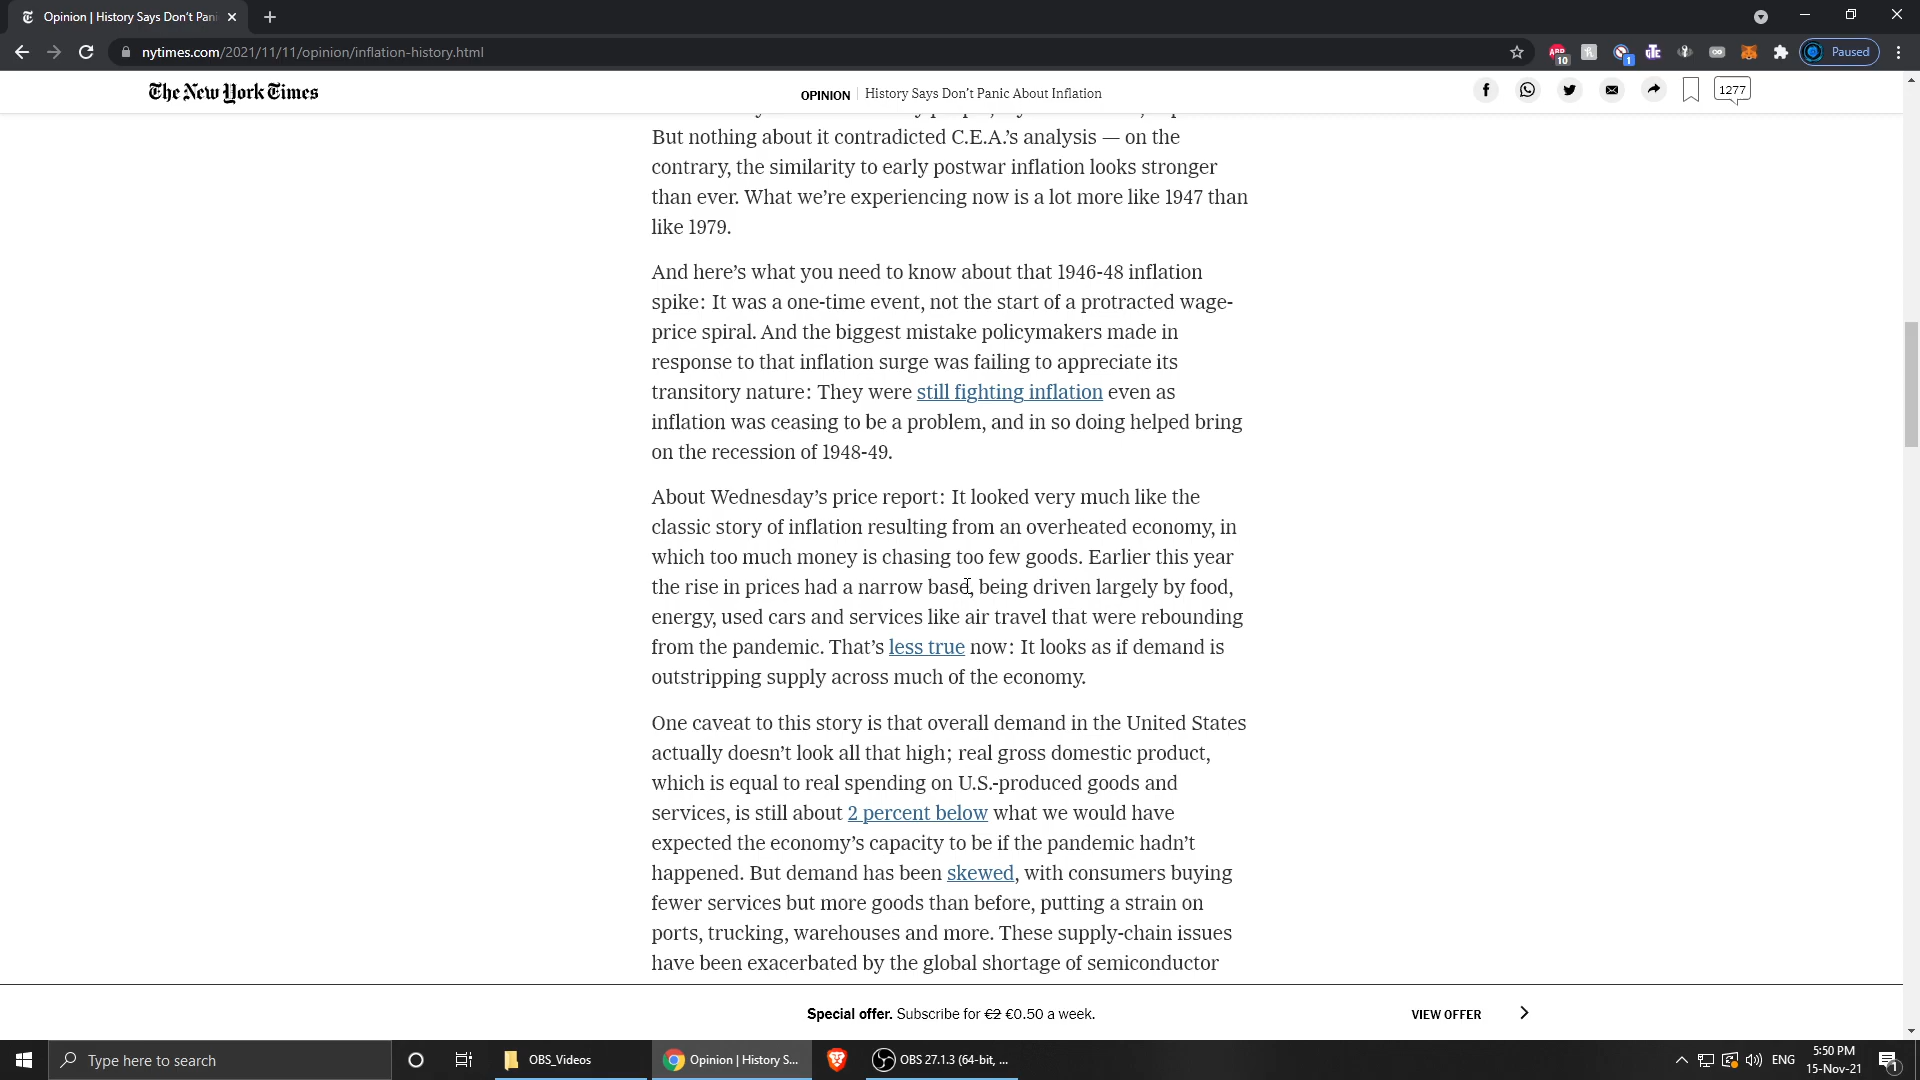 Opinion | History Says Don't Pani
nytimes.com/2021/11/11/opinion/inflation-history.html
ABP
10
1
Paused
The New York Times
OPINION
History Says Don't Panic About Inflation
1277
But nothing about it contradicted C.E.A.'s analysis — on the
contrary, the similarity to early postwar inflation looks stronger
than ever. What we're experiencing now is a lot more like 1947 than
like 1979.
And here's what you need to know about that 1946-48 inflation
spike: It was a one-time event, not the start of a protracted wage-
price spiral. And the biggest mistake policymakers made in
response to that inflation surge was failing to appreciate its
transitory nature: They were still fighting inflation even as
inflation was ceasing to be a problem, and in so doing helped bring
on the recession of 1948-49.
About Wednesday's price report: It looked very much like the
classic story of inflation resulting from an overheated economy, in
which too much money is chasing too few goods. Earlier this year
the rise in prices had a narrow base, being driven largely by food,
energy, used cars and services like air travel that were rebounding
from the pandemic. That's less true now: It looks as if demand is
outstripping supply across much of the economy.
One caveat to this story is that overall demand in the United States
actually doesn't look all that high; real gross domestic product,
which is equal to real spending on U.S.-produced goods and
services, is still about 2 percent below what we would have
expected the economy's capacity to be if the pandemic hadn't
happened. But demand has been skewed, with consumers buying
fewer services but more goods than before, putting a strain on
ports, trucking, warehouses and more. These supply-chain issues
have been exacerbated by the global shortage of semiconductor
Special offer. Subscribe for €2 €0.50 a week.
VIEW OFFER
Type here to search
OBS_Videos
Opinion | History S...
OBS 27.1.3 (64-bit, ...
ENG
5:50 PM
15-Nov-21
1